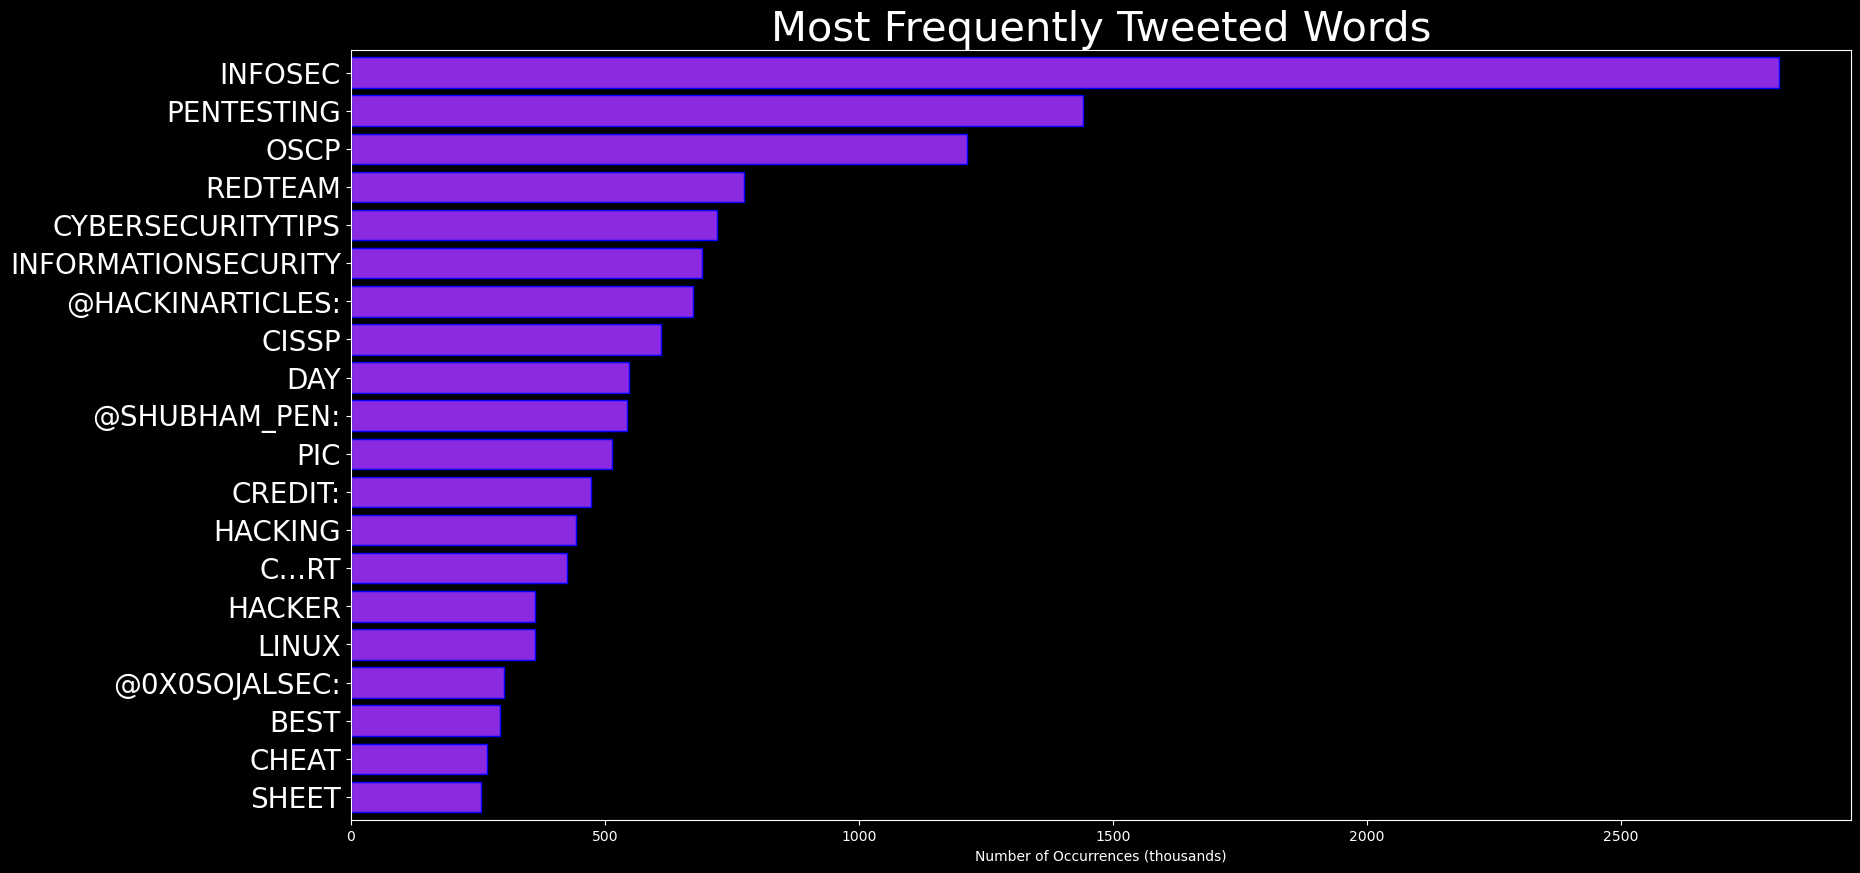 Most Frequently Tweeted Words
INFOSEC
PENTESTING
OSCP
REDTEAM
CYBERSECURITYTIPS
INFORMATIONSECURITY
@HACKINARTICLES:
CISSP
DAY
@SHUBHAM_PEN:
PIC
CREDIT:
HACKING
C…RT
HACKER
LINUX
@0X0SOJALSEC:
BEST
CHEAT
SHEET
0 500 1000 1500 2000 2500
Number of Occurrences (thousands)